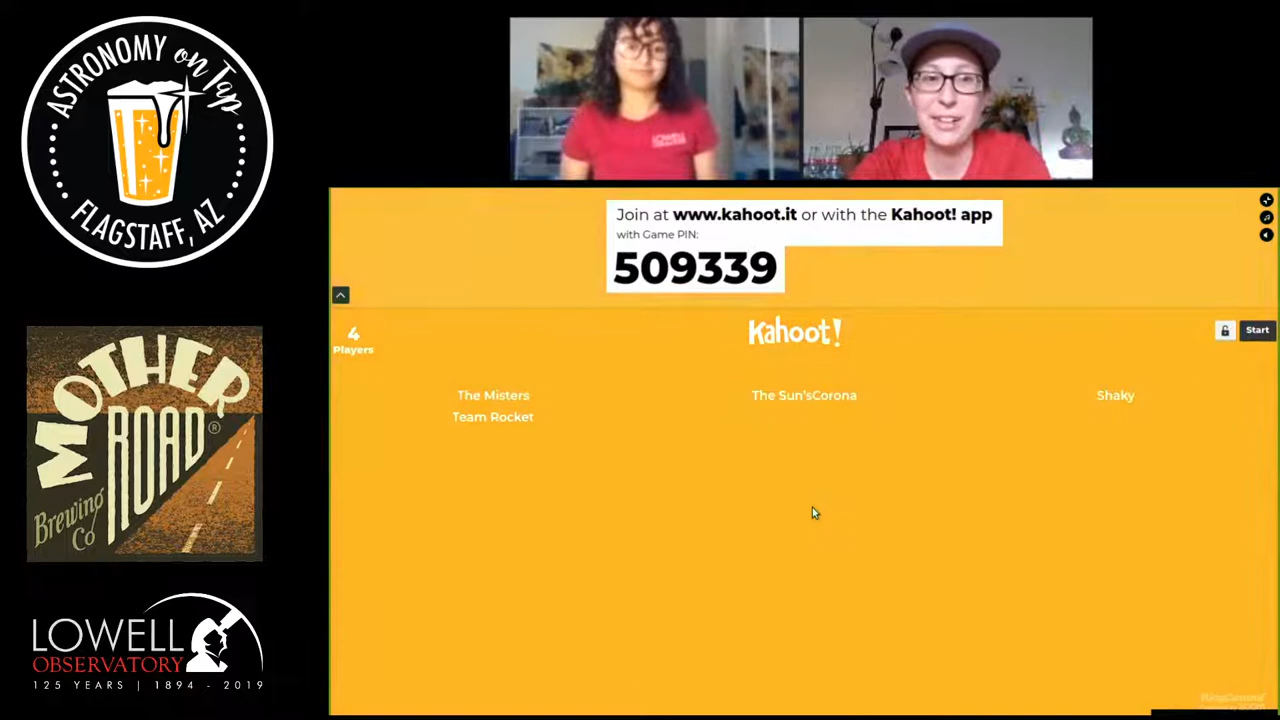 ASTRONOMY on Tap
FLAGSTAFF, AZ
MOTHER
ROAD®
Brewing
Co
LOWELL
OBSERVATORY
125 YEARS | 1894 - 2019
LOWELL
Join at www.kahoot.it or with the Kahoot! app
with Game PIN:
509339
4
Players
Kahoot!
Start
The Misters
The Sun'sCorona
Shaky
Team Rocket